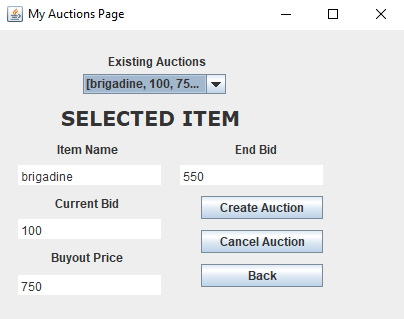 My Auctions Page
Existing Auctions
[brigadine, 100, 75...
SELECTED ITEM
Item Name
End Bid
brigadine
550
Current Bid
Create Auction
100
Cancel Auction
Buyout Price
Back
750